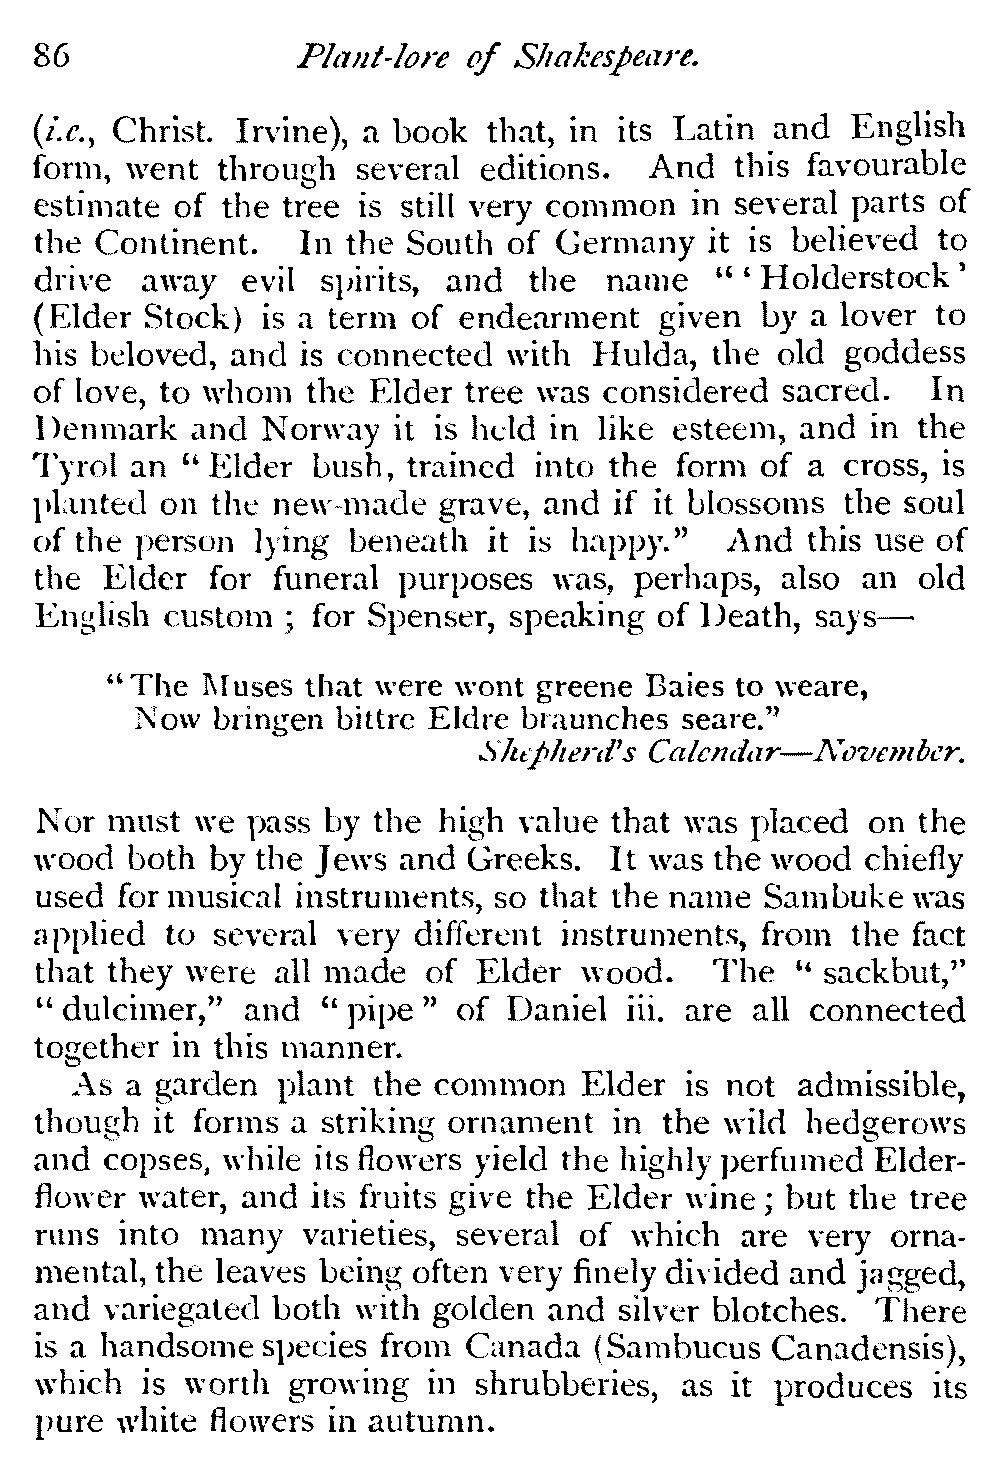 86 Plant-lore of Shakespeare.
(i.e., Christ. Irvine), a book that, in its Latin and English
form, went through several editions. And this favourable
estimate of the tree is still very common in several parts of
the Continent. In the South of Germany it is believed to
drive away evil spirits, and the name “‘Holderstock’
(Elder Stock) is a term of endearment given by a lover to
his beloved, and is connected with Hulda, the old goddess
of love, to whom the Elder tree was considered sacred. In
Denmark and Norway it is held in like esteem, and in the
Tyrol an “Elder bush, trained into the form of a cross, is
planted on the new-made grave, and if it blossoms the soul
of the person lying beneath it is happy.” And this use of
the Elder for funeral purposes was, perhaps, also an old
English custom ; for Spenser, speaking of Death, says—
“The Muses that were wont greene Baies to weare,
Now bringen bittre Eldre braunches seare.”
Shepherd's Calendar—November.
Nor must we pass by the high value that was placed on the
wood both by the Jews and Greeks. It was the wood chiefly
used for musical instruments, so that the name Sambuke was
applied to several very different instruments, from the fact
that they were all made of Elder wood. The “sackbut,”
“dulcimer,” and “pipe” of Daniel iii. are all connected
together in this manner.
As a garden plant the common Elder is not admissible,
though it forms a striking ornament in the wild hedgerows
and copses, while its flowers yield the highly perfumed Elder-
flower water, and its fruits give the Elder wine; but the tree
runs into many varieties, several of which are very orna-
mental, the leaves being often very finely divided and jagged,
and variegated both with golden and silver blotches. There
is a handsome species from Canada (Sambucus Canadensis),
which is worth growing in shrubberies, as it produces its
pure white flowers in autumn.